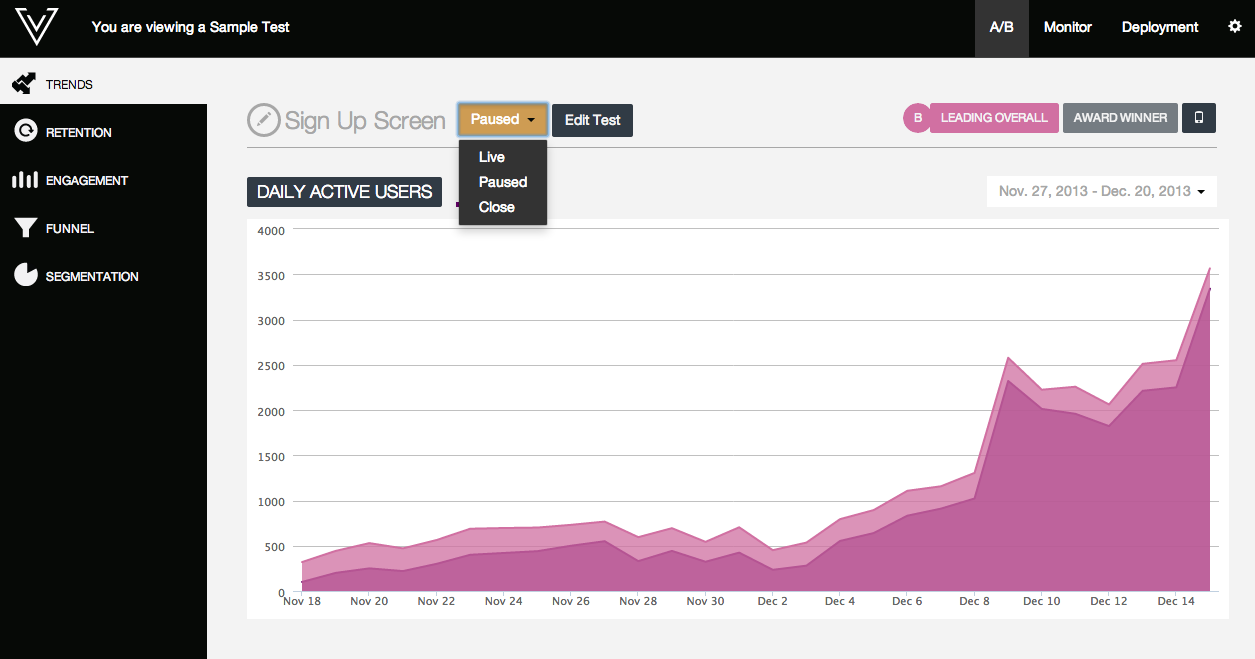 You are viewing a Sample Test
A/B
Monitor
Deployment
TRENDS
RETENTION
ENGAGEMENT
FUNNEL
SEGMENTATION
Sign Up Screen
Paused
Edit Test
Live
Paused
Close
B
LEADING OVERALL
AWARD WINNER
DAILY ACTIVE USERS
Nov. 27, 2013 - Dec. 20, 2013
4000
3500
3000
2500
2000
1500
1000
500
0
Nov 18 Nov 20 Nov 22 Nov 24 Nov 26 Nov 28 Nov 30 Dec 2 Dec 4 Dec 6 Dec 8 Dec 10 Dec 12 Dec 14